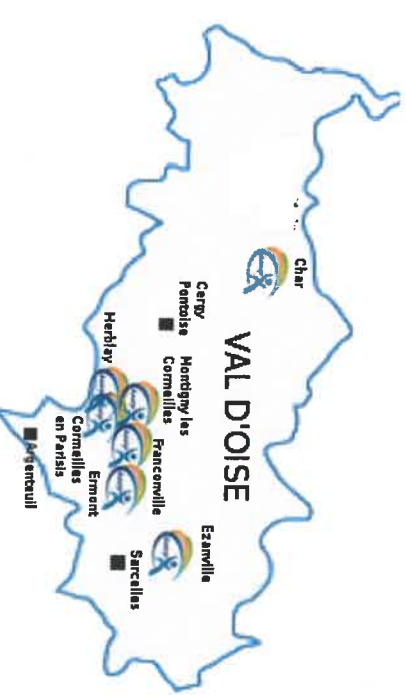 Char
VAL D'OISE
Cergy
Pontoise
Montigny les
Cormeilles
Herblay
Franconville
Ezanville
Cormeilles
en Parisis
Ermont
Sarcelles
Argenteuil